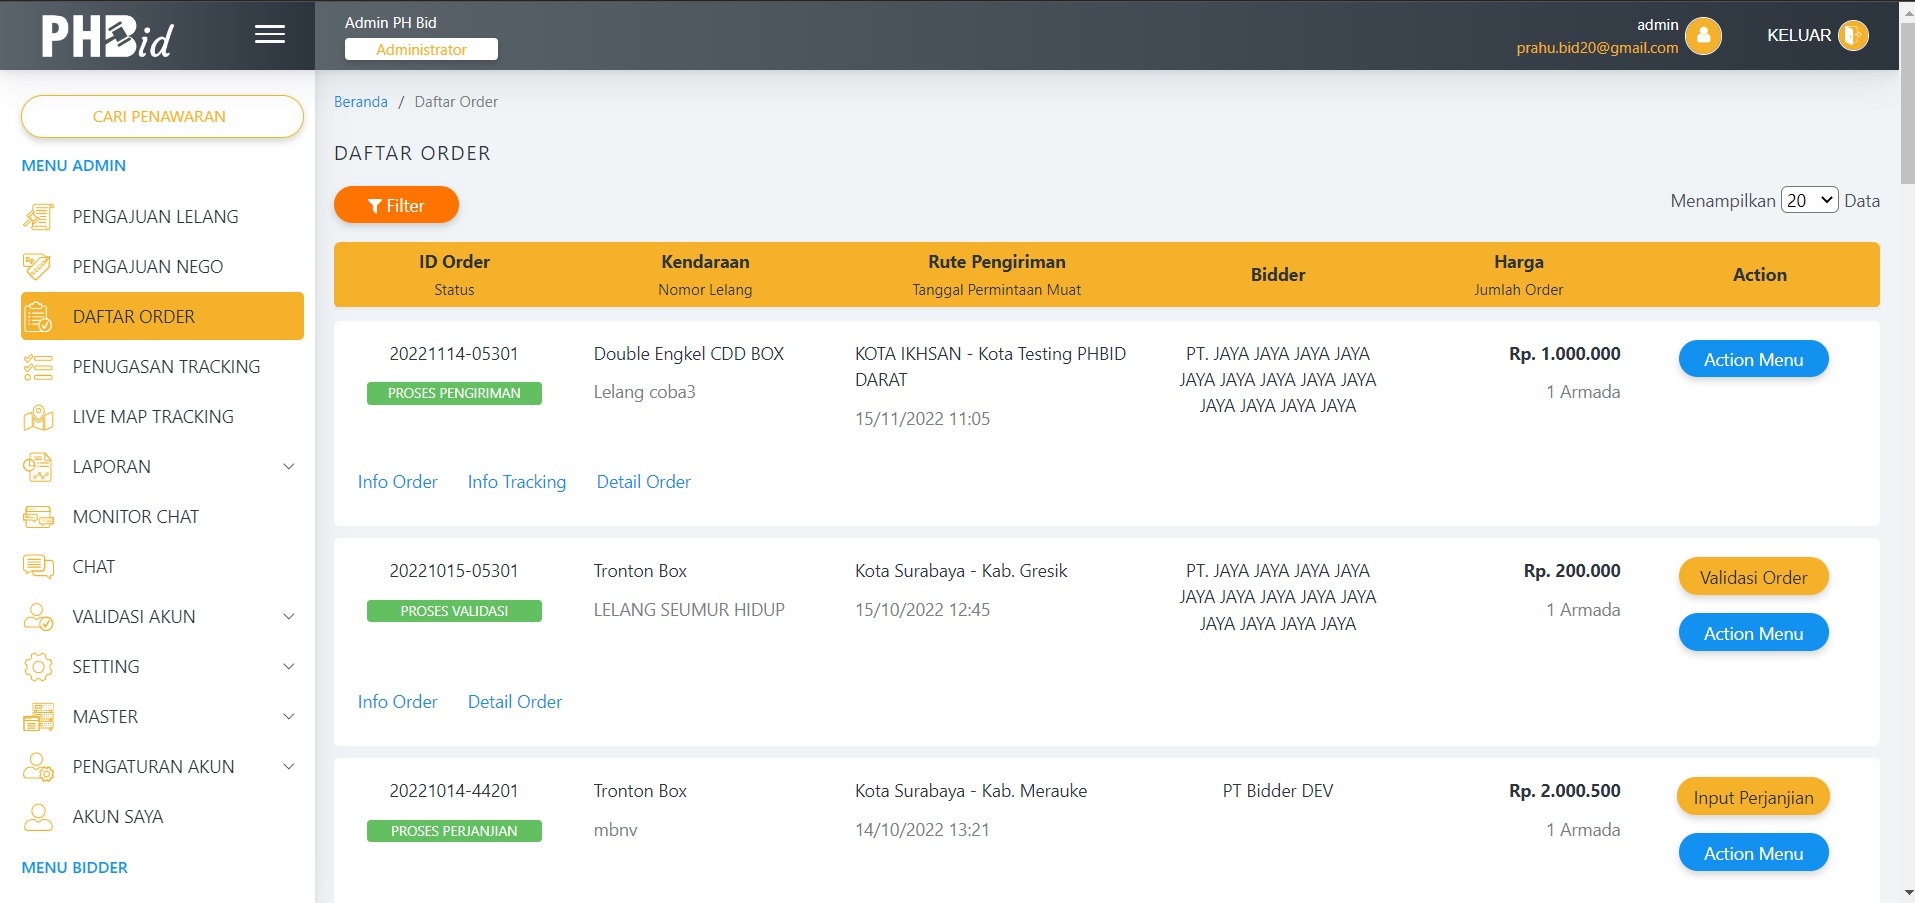 PHBid
Admin PH Bid
Administrator
admin
prahu.bid20@gmail.com
KELUAR
CARI PENAWARAN
MENU ADMIN
PENGAJUAN LELANG
PENGAJUAN NEGO
DAFTAR ORDER
PENUGASAN TRACKING
LIVE MAP TRACKING
LAPORAN
MONITOR CHAT
CHAT
VALIDASI AKUN
SETTING
MASTER
PENGATURAN AKUN
AKUN SAYA
MENU BIDDER
Beranda / Daftar Order
DAFTAR ORDER
Filter
Menampilkan 20 Data
ID Order
Status
Kendaraan
Nomor Lelang
Rute Pengiriman
Tanggal Permintaan Muat
Bidder
Harga
Jumlah Order
Action
20221114-05301
PROSES PENGIRIMAN
Double Engkel CDD BOX
Lelang coba3
KOTA IKHSAN - Kota Testing PHBID
DARAT
15/11/2022 11:05
PT. JAYA JAYA JAYA JAYA
JAYA JAYA JAYA JAYA JAYA
JAYA JAYA JAYA JAYA
Rp. 1.000.000
1 Armada
Action Menu
Info Order
Info Tracking
Detail Order
20221015-05301
PROSES VALIDASI
Tronton Box
LELANG SEUMUR HIDUP
Kota Surabaya - Kab. Gresik
15/10/2022 12:45
PT. JAYA JAYA JAYA JAYA
JAYA JAYA JAYA JAYA JAYA
JAYA JAYA JAYA JAYA
Rp. 200.000
1 Armada
Validasi Order
Action Menu
Info Order
Detail Order
20221014-44201
PROSES PERJANJIAN
Tronton Box
mbnv
Kota Surabaya - Kab. Merauke
14/10/2022 13:21
PT Bidder DEV
Rp. 2.000.500
1 Armada
Input Perjanjian
Action Menu